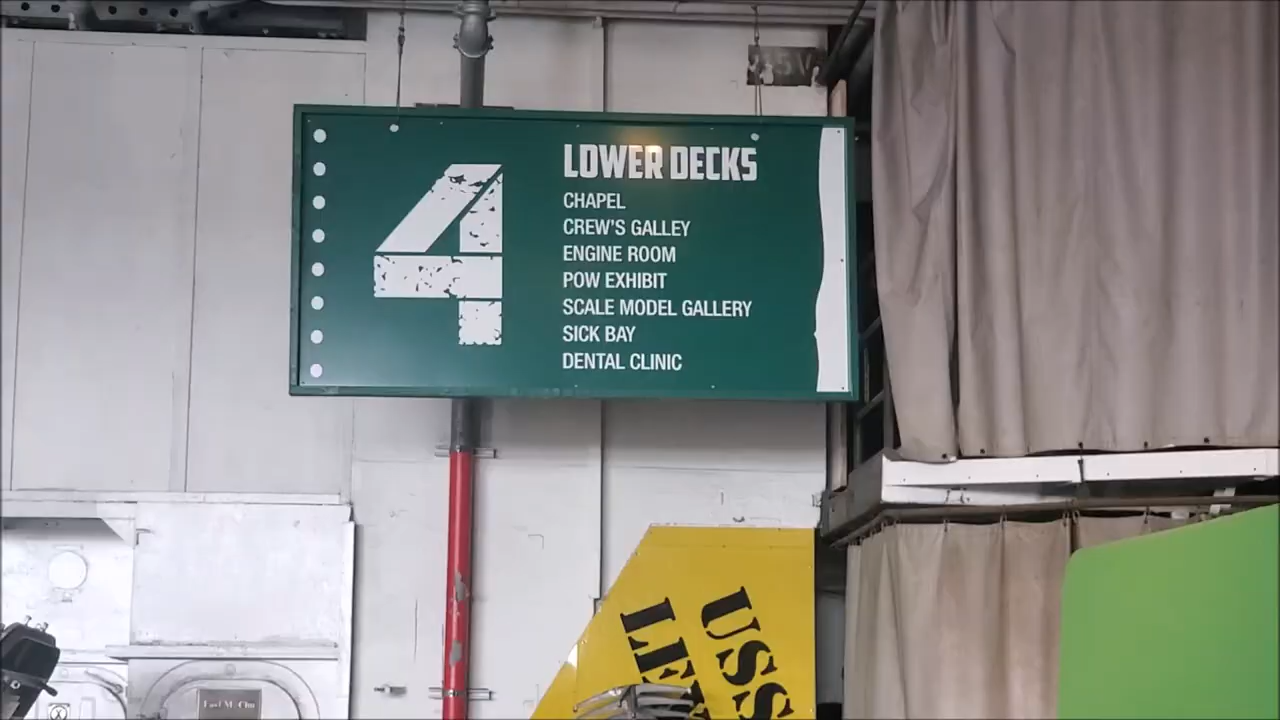 4
LOWER DECKS
CHAPEL
CREW'S GALLEY
ENGINE ROOM
POW EXHIBIT
SCALE MODEL GALLERY
SICK BAY
DENTAL CLINIC
USS